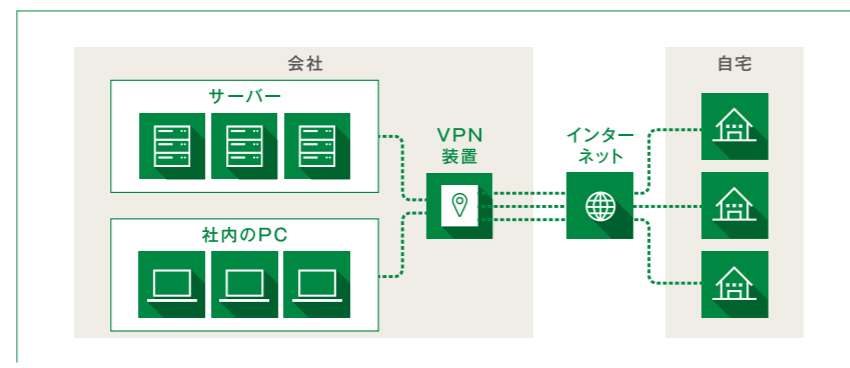 会社
サーバー
社内のPC
VPN
装置
インター
ネット
自宅